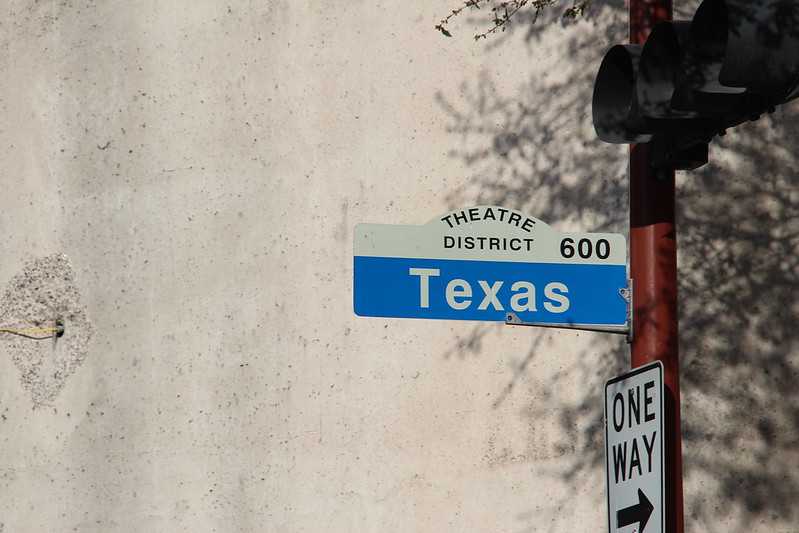 THEATRE
DISTRICT 600
Texas
ONE
WAY